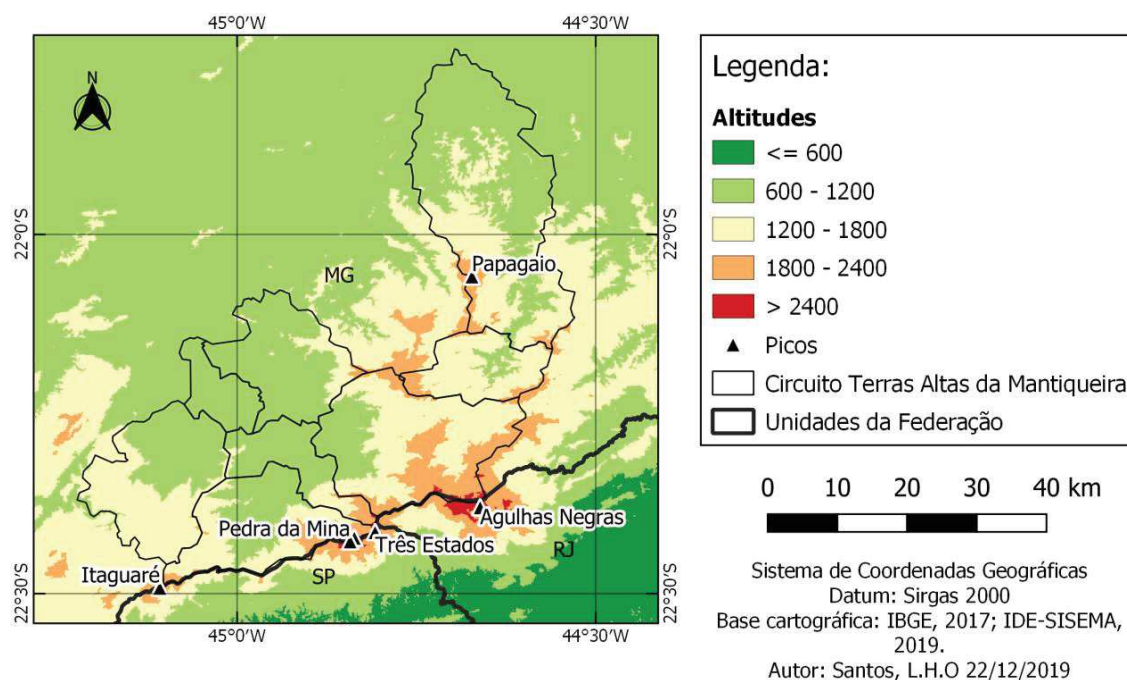 45°0'W
44°30'W
N
22°0'S
22°0'S
Papagaio
MG
Agulhas Negras
Pedra da Mina
Três Estados
RJ
Itaguaré
SP
22°30'S
22°30'S
45°0'W
44°30'W
Legenda:
Altitudes
<= 600
600 - 1200
1200 - 1800
1800 - 2400
> 2400
Picos
Circuito Terras Altas da Mantiqueira
Unidades da Federação
0 10 20 30 40 km
Sistema de Coordenadas Geográficas
Datum: Sirgas 2000
Base cartográfica: IBGE, 2017; IDE-SISEMA,
2019.
Autor: Santos, L.H.O 22/12/2019